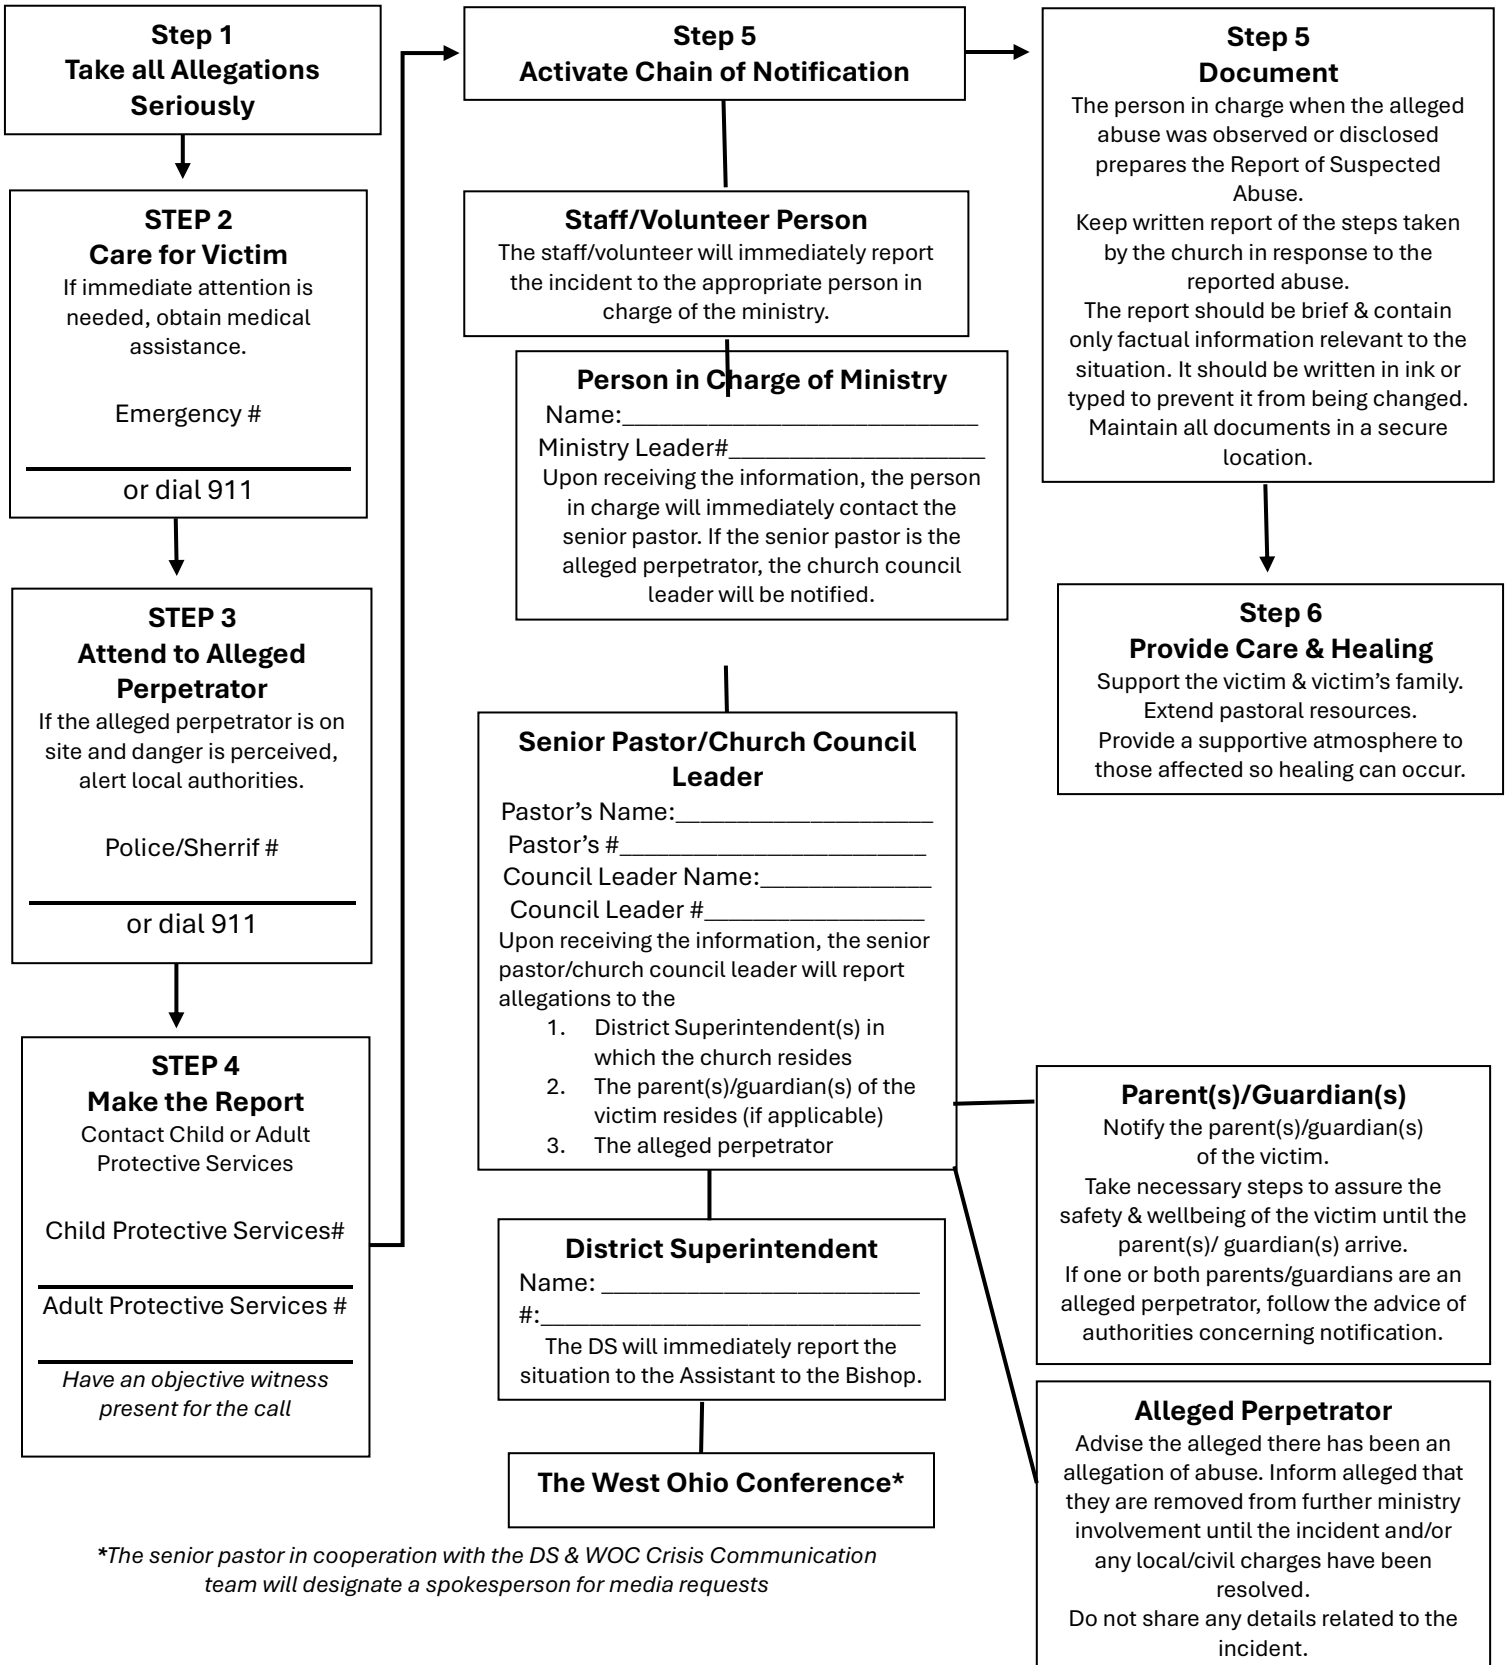 Step 1
Take all Allegations
Seriously
STEP 2
Care for Victim
If immediate attention is
needed, obtain medical
assistance.
Emergency #
or dial 911
STEP 3
Attend to Alleged
Perpetrator
If the alleged perpetrator is on
site and danger is perceived,
alert local authorities.
Police/Sherrif #
or dial 911
STEP 4
Make the Report
Contact Child or Adult
Protective Services
Child Protective Services#
Adult Protective Services #
Have an objective witness
present for the call
Step 5
Activate Chain of Notification
Staff/Volunteer Person
The staff/volunteer will immediately report
the incident to the appropriate person in
charge of the ministry.
Person in Charge of Ministry
Name:_____________________________
Ministry Leader#_____________________
Upon receiving the information, the person
in charge will immediately contact the
senior pastor. If the senior pastor is the
alleged perpetrator, the church council
leader will be notified.
Senior Pastor/Church Council
Leader
Pastor's Name:_____________________
Pastor's #_________________________
Council Leader Name:______________
Council Leader #__________________
Upon receiving the information, the senior
pastor/church council leader will report
allegations to the
1. District Superintendent(s) in
which the church resides
2. The parent(s)/guardian(s) of the
victim resides (if applicable)
3. The alleged perpetrator
District Superintendent
Name: __________________________
#:_______________________________
The DS will immediately report the
situation to the Assistant to the Bishop.
The West Ohio Conference*
*The senior pastor in cooperation with the DS & WOC Crisis Communication
team will designate a spokesperson for media requests
Step 5
Document
The person in charge when the alleged
abuse was observed or disclosed
prepares the Report of Suspected
Abuse.
Keep written report of the steps taken
by the church in response to the
reported abuse.
The report should be brief & contain
only factual information relevant to the
situation. It should be written in ink or
typed to prevent it from being changed.
Maintain all documents in a secure
location.
Step 6
Provide Care & Healing
Support the victim & victim's family.
Extend pastoral resources.
Provide a supportive atmosphere to
those affected so healing can occur.
Parent(s)/Guardian(s)
Notify the parent(s)/guardian(s)
of the victim.
Take necessary steps to assure the
safety & wellbeing of the victim until the
parent(s)/ guardian(s) arrive.
If one or both parents/guardians are an
alleged perpetrator, follow the advice of
authorities concerning notification.
Alleged Perpetrator
Advise the alleged there has been an
allegation of abuse. Inform alleged that
they are removed from further ministry
involvement until the incident and/or
any local/civil charges have been
resolved.
Do not share any details related to the
incident.